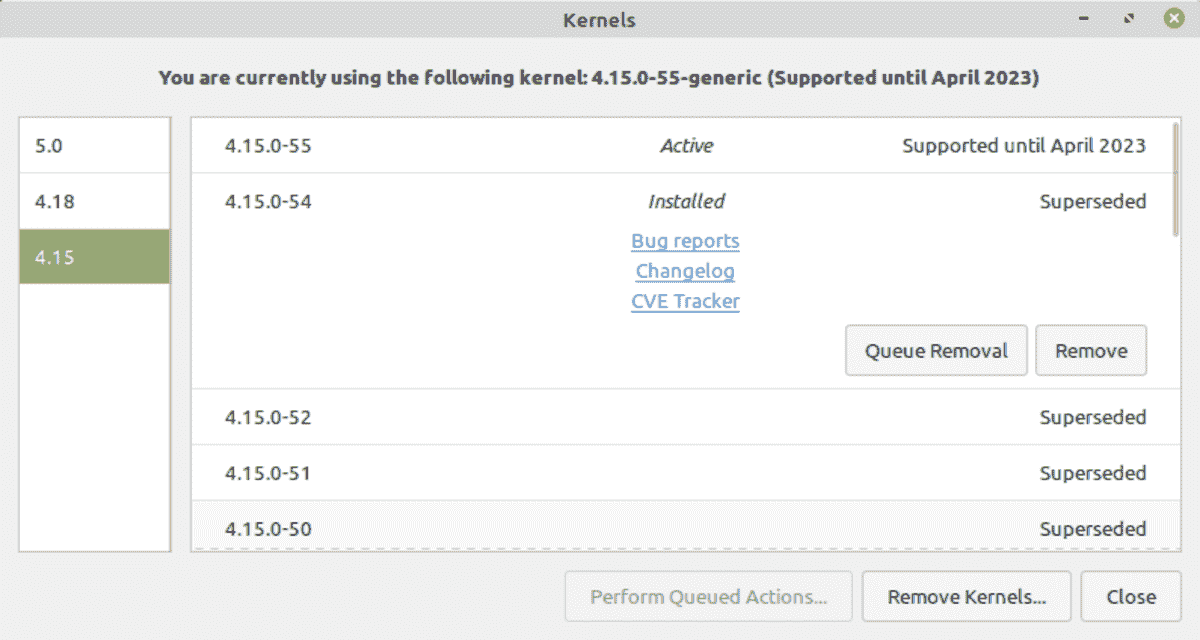 Kernels
You are currently using the following kernel: 4.15.0-55-generic (Supported until April 2023)
5.0
4.18
4.15
4.15.0-55 Active Supported until April 2023
4.15.0-54 Installed Superseded
Bug reports
Changelog
CVE Tracker
Queue Removal Remove
4.15.0-52 Superseded
4.15.0-51 Superseded
4.15.0-50 Superseded
Perform Queued Actions... Remove Kernels... Close